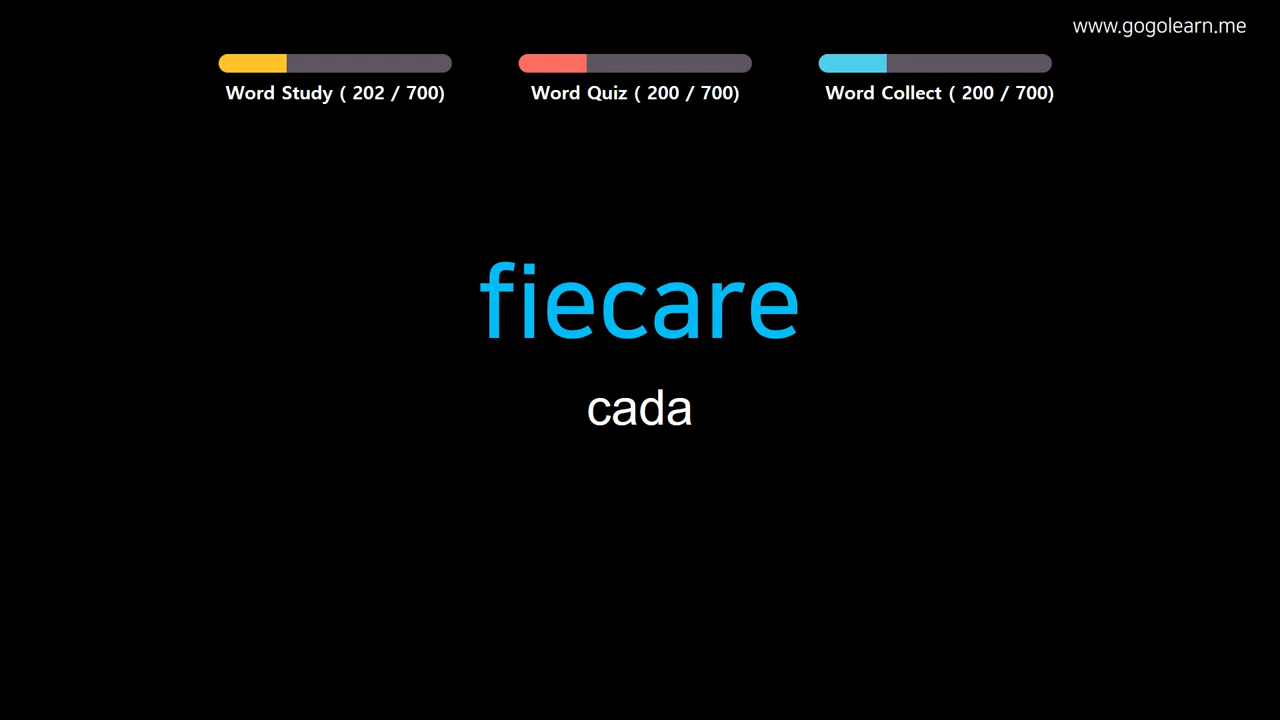 www.gogolearn.me
Word Study ( 202 / 700)
Word Quiz ( 200 / 700)
Word Collect ( 200 / 700)
fiecare
cada